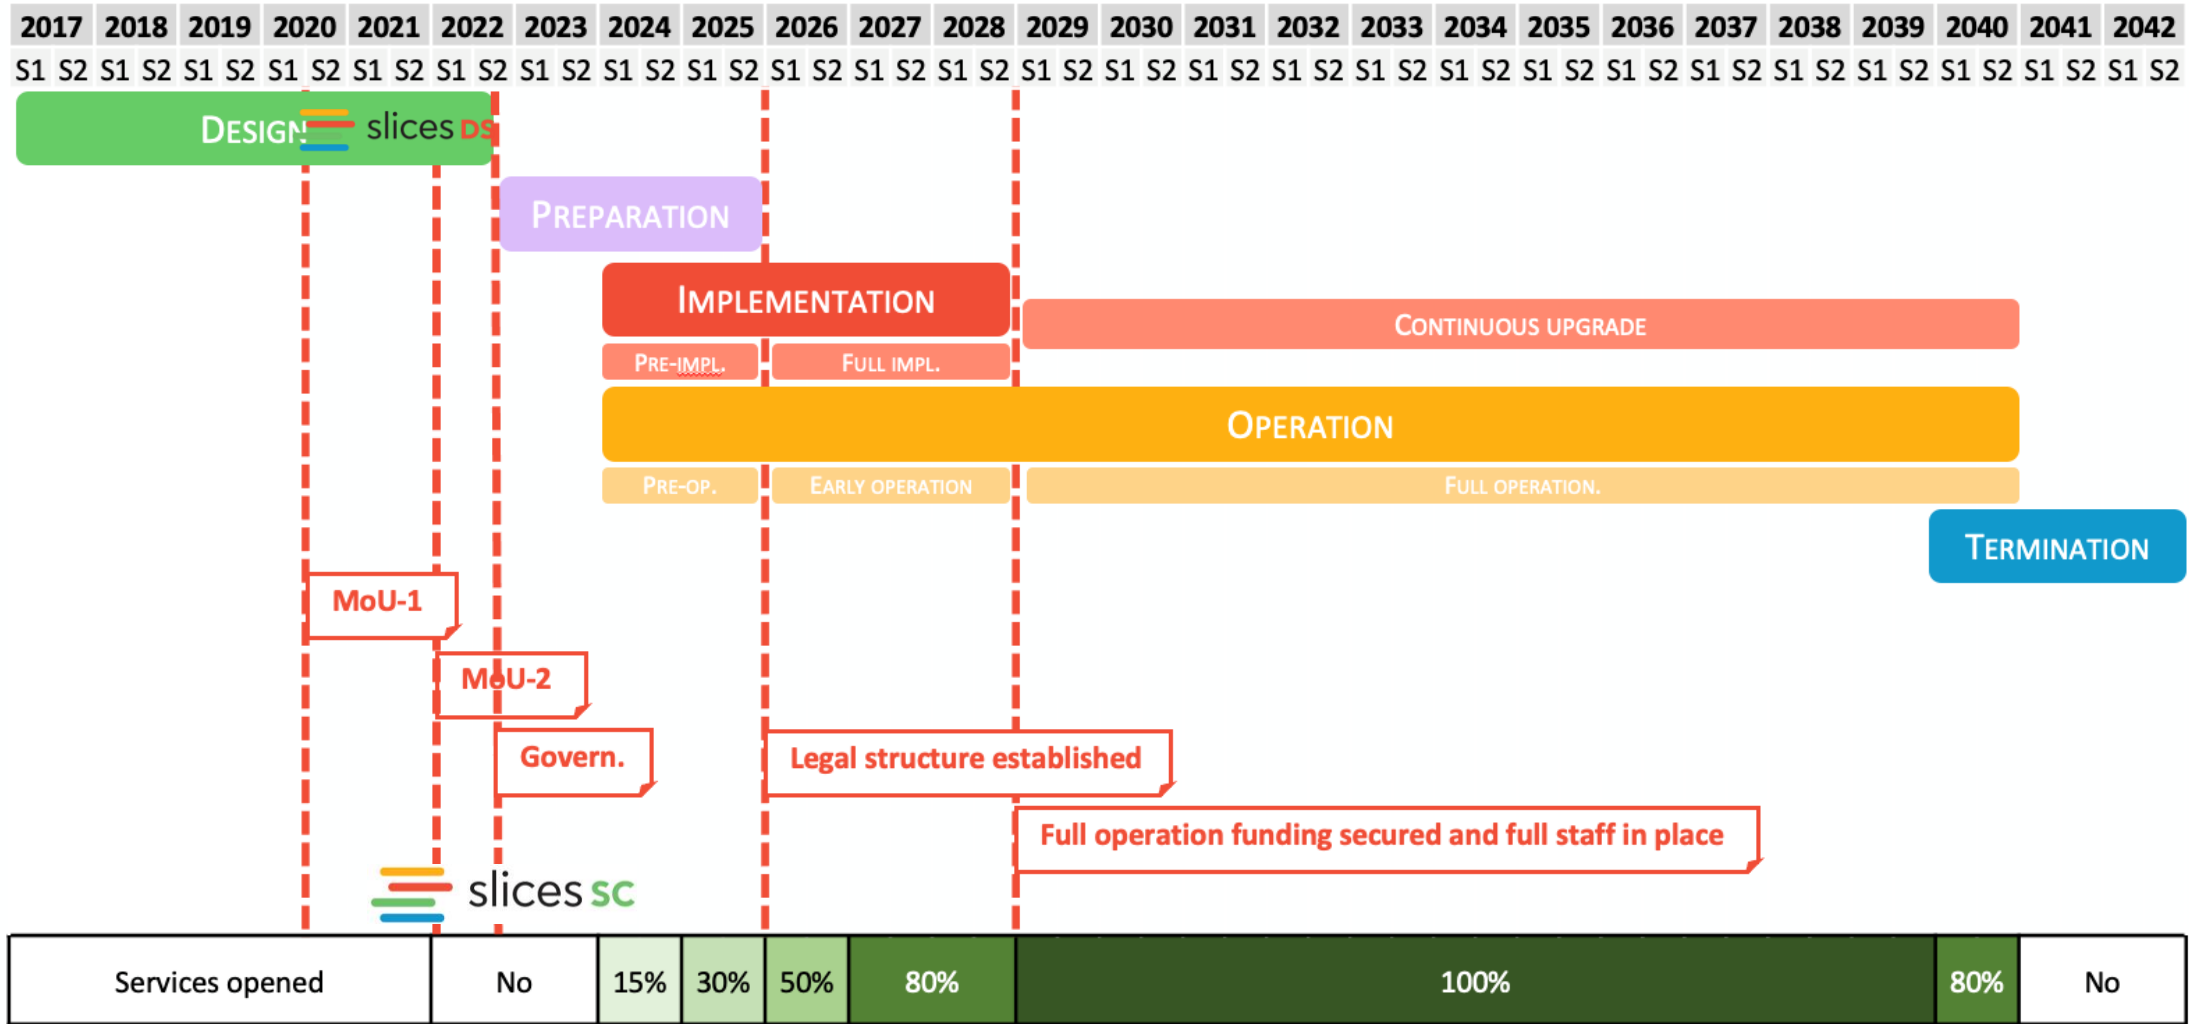 2017 2018 2019 2020 2021 2022 2023 2024 2025 2026 2027 2028 2029 2030 2031 2032 2033 2034 2035 2036 2037 2038 2039 2040 2041 2042
S1 S2 S1 S2 S1 S2 S1 S2 S1 S2 S1 S2 S1 S2 S1 S2 S1 S2 S1 S2 S1 S2 S1 S2 S1 S2 S1 S2 S1 S2 S1 S2 S1 S2 S1 S2 S1 S2 S1 S2 S1 S2 S1 S2 S1 S2 S1 S2 S1 S2 S1 S2
DESIGN slices DS
PREPARATION
IMPLEMENTATION
CONTINUOUS UPGRADE
PRE-IMPL. FULL IMPL.
OPERATION
PRE-OP. EARLY OPERATION FULL OPERATION.
TERMINATION
MoU-1
MoU-2
Govern. Legal structure established
Full operation funding secured and full staff in place
slices SC
Services opened No 15% 30% 50% 80% 100% 80% No